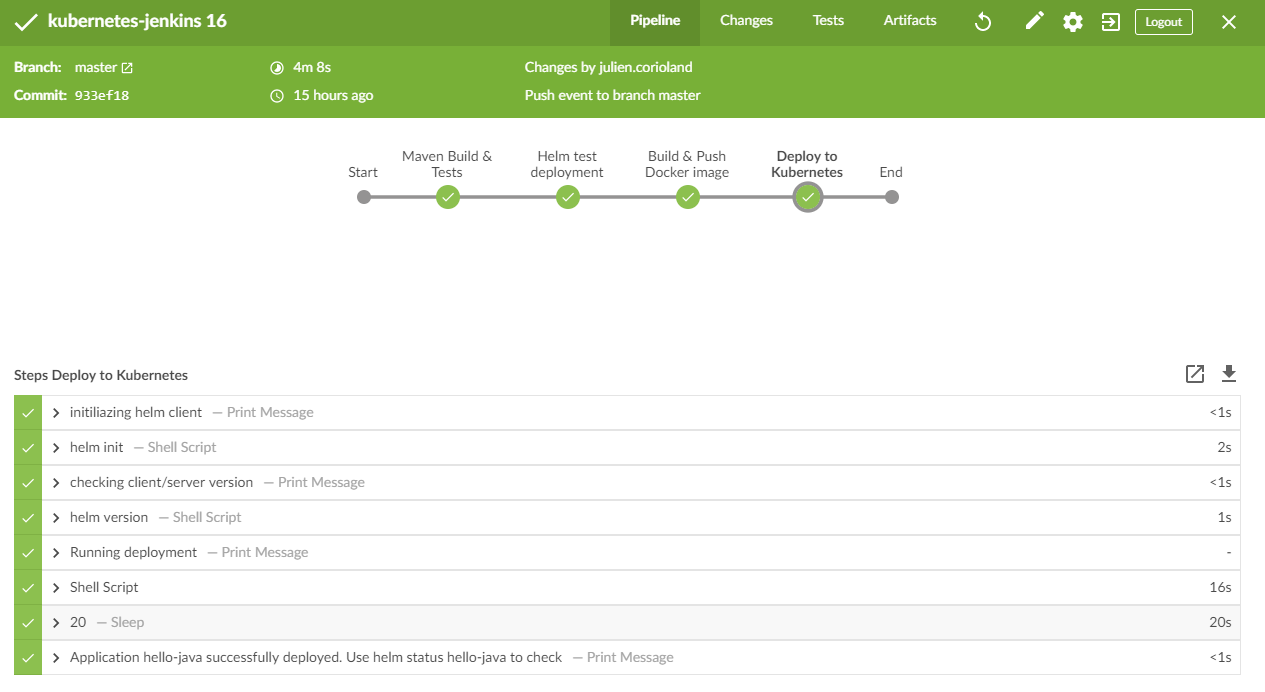 kubernetes-jenkins 16
Pipeline Changes Tests Artifacts Logout
Branch: master 4m 8s Changes by julien.corioland
Commit: 933ef18 15 hours ago Push event to branch master
Start
Maven Build &
Tests
Helm test
deployment
Build & Push
Docker image
Deploy to
Kubernetes
End
Steps Deploy to Kubernetes
initiliazing helm client — Print Message <1s
helm init — Shell Script 2s
checking client/server version — Print Message <1s
helm version — Shell Script 1s
Running deployment — Print Message -
Shell Script 16s
20 — Sleep 20s
Application hello-java successfully deployed. Use helm status hello-java to check — Print Message <1s